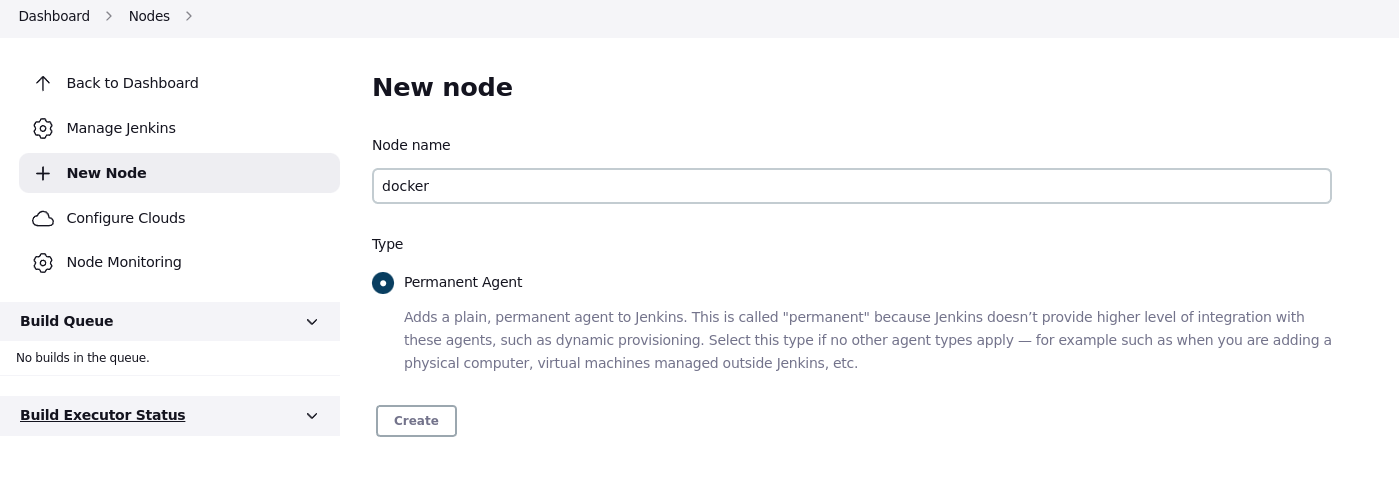 Dashboard
Nodes
Back to Dashboard
Manage Jenkins
New Node
Configure Clouds
Node Monitoring
Build Queue
No builds in the queue.
Build Executor Status
New node
Node name
docker
Type
Permanent Agent
Adds a plain, permanent agent to Jenkins. This is called "permanent" because Jenkins doesn’t provide higher level of integration with
these agents, such as dynamic provisioning. Select this type if no other agent types apply — for example such as when you are adding a
physical computer, virtual machines managed outside Jenkins, etc.
Create